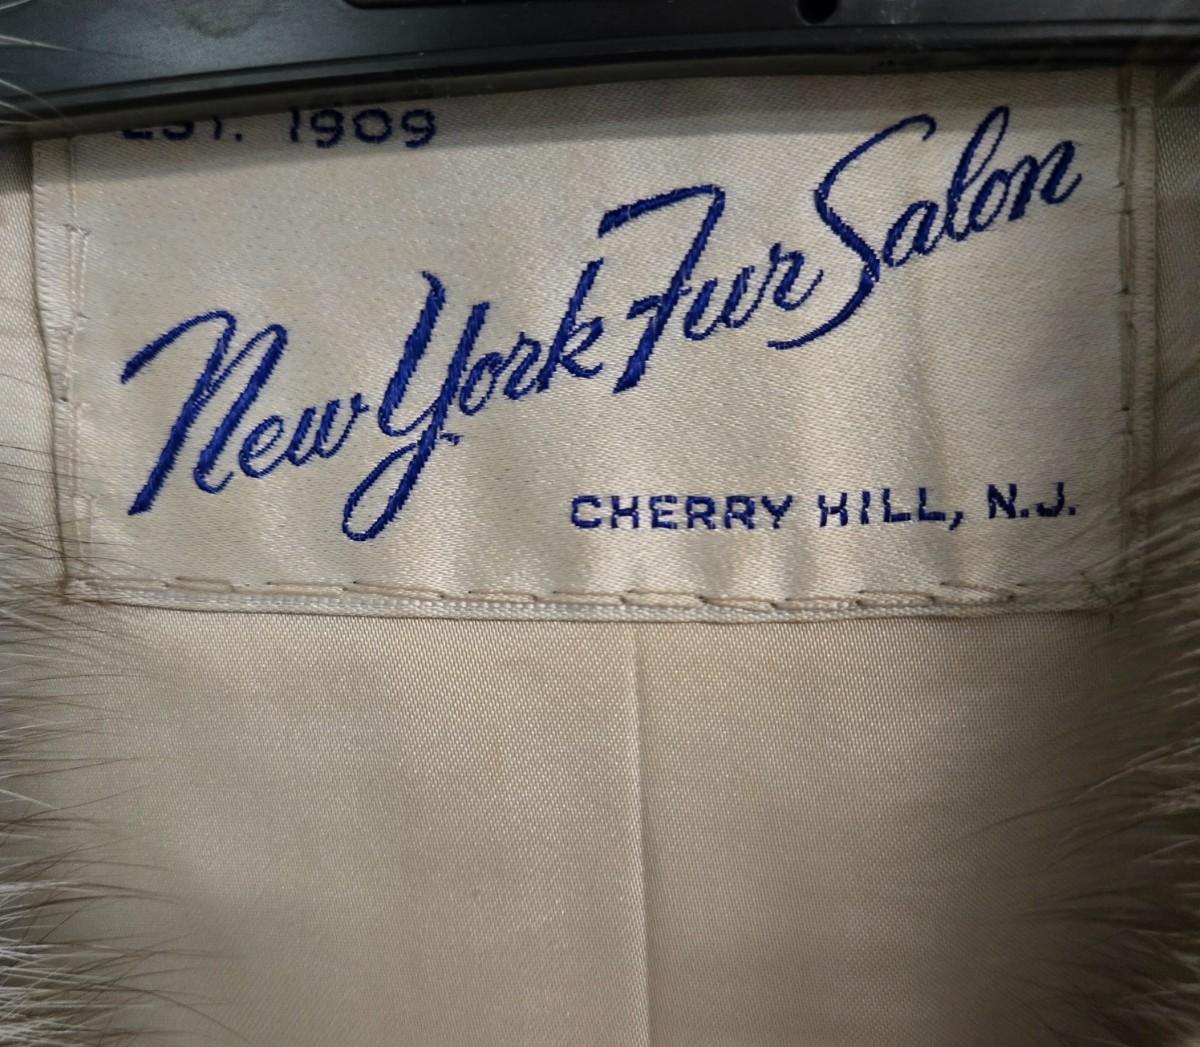 EST. 1909
New York Fur Salon
CHERRY HILL, N.J.